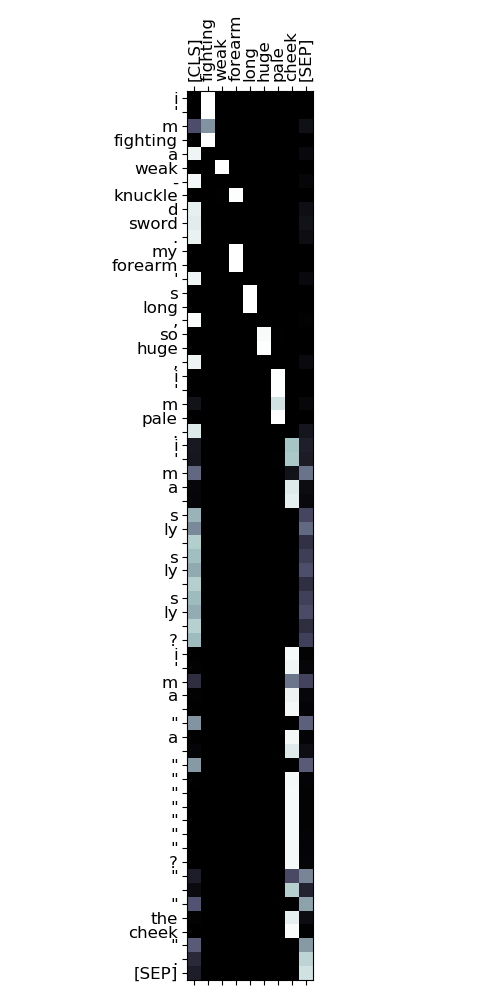 [CLS]
fighting
weak
forearm
long
huge
pale
cheek
[SEP]
i
'
m
fighting
a
weak
-
knuckle
d
sword
.
my
forearm
'
s
long
,
so
huge
,
i
'
m
pale
.
i
'
m
a
s
ly
s
ly
s
ly
?
i
'
m
a
"
a
"
"
"
"
"
"
?
"
"
the
cheek
"
.
[SEP]